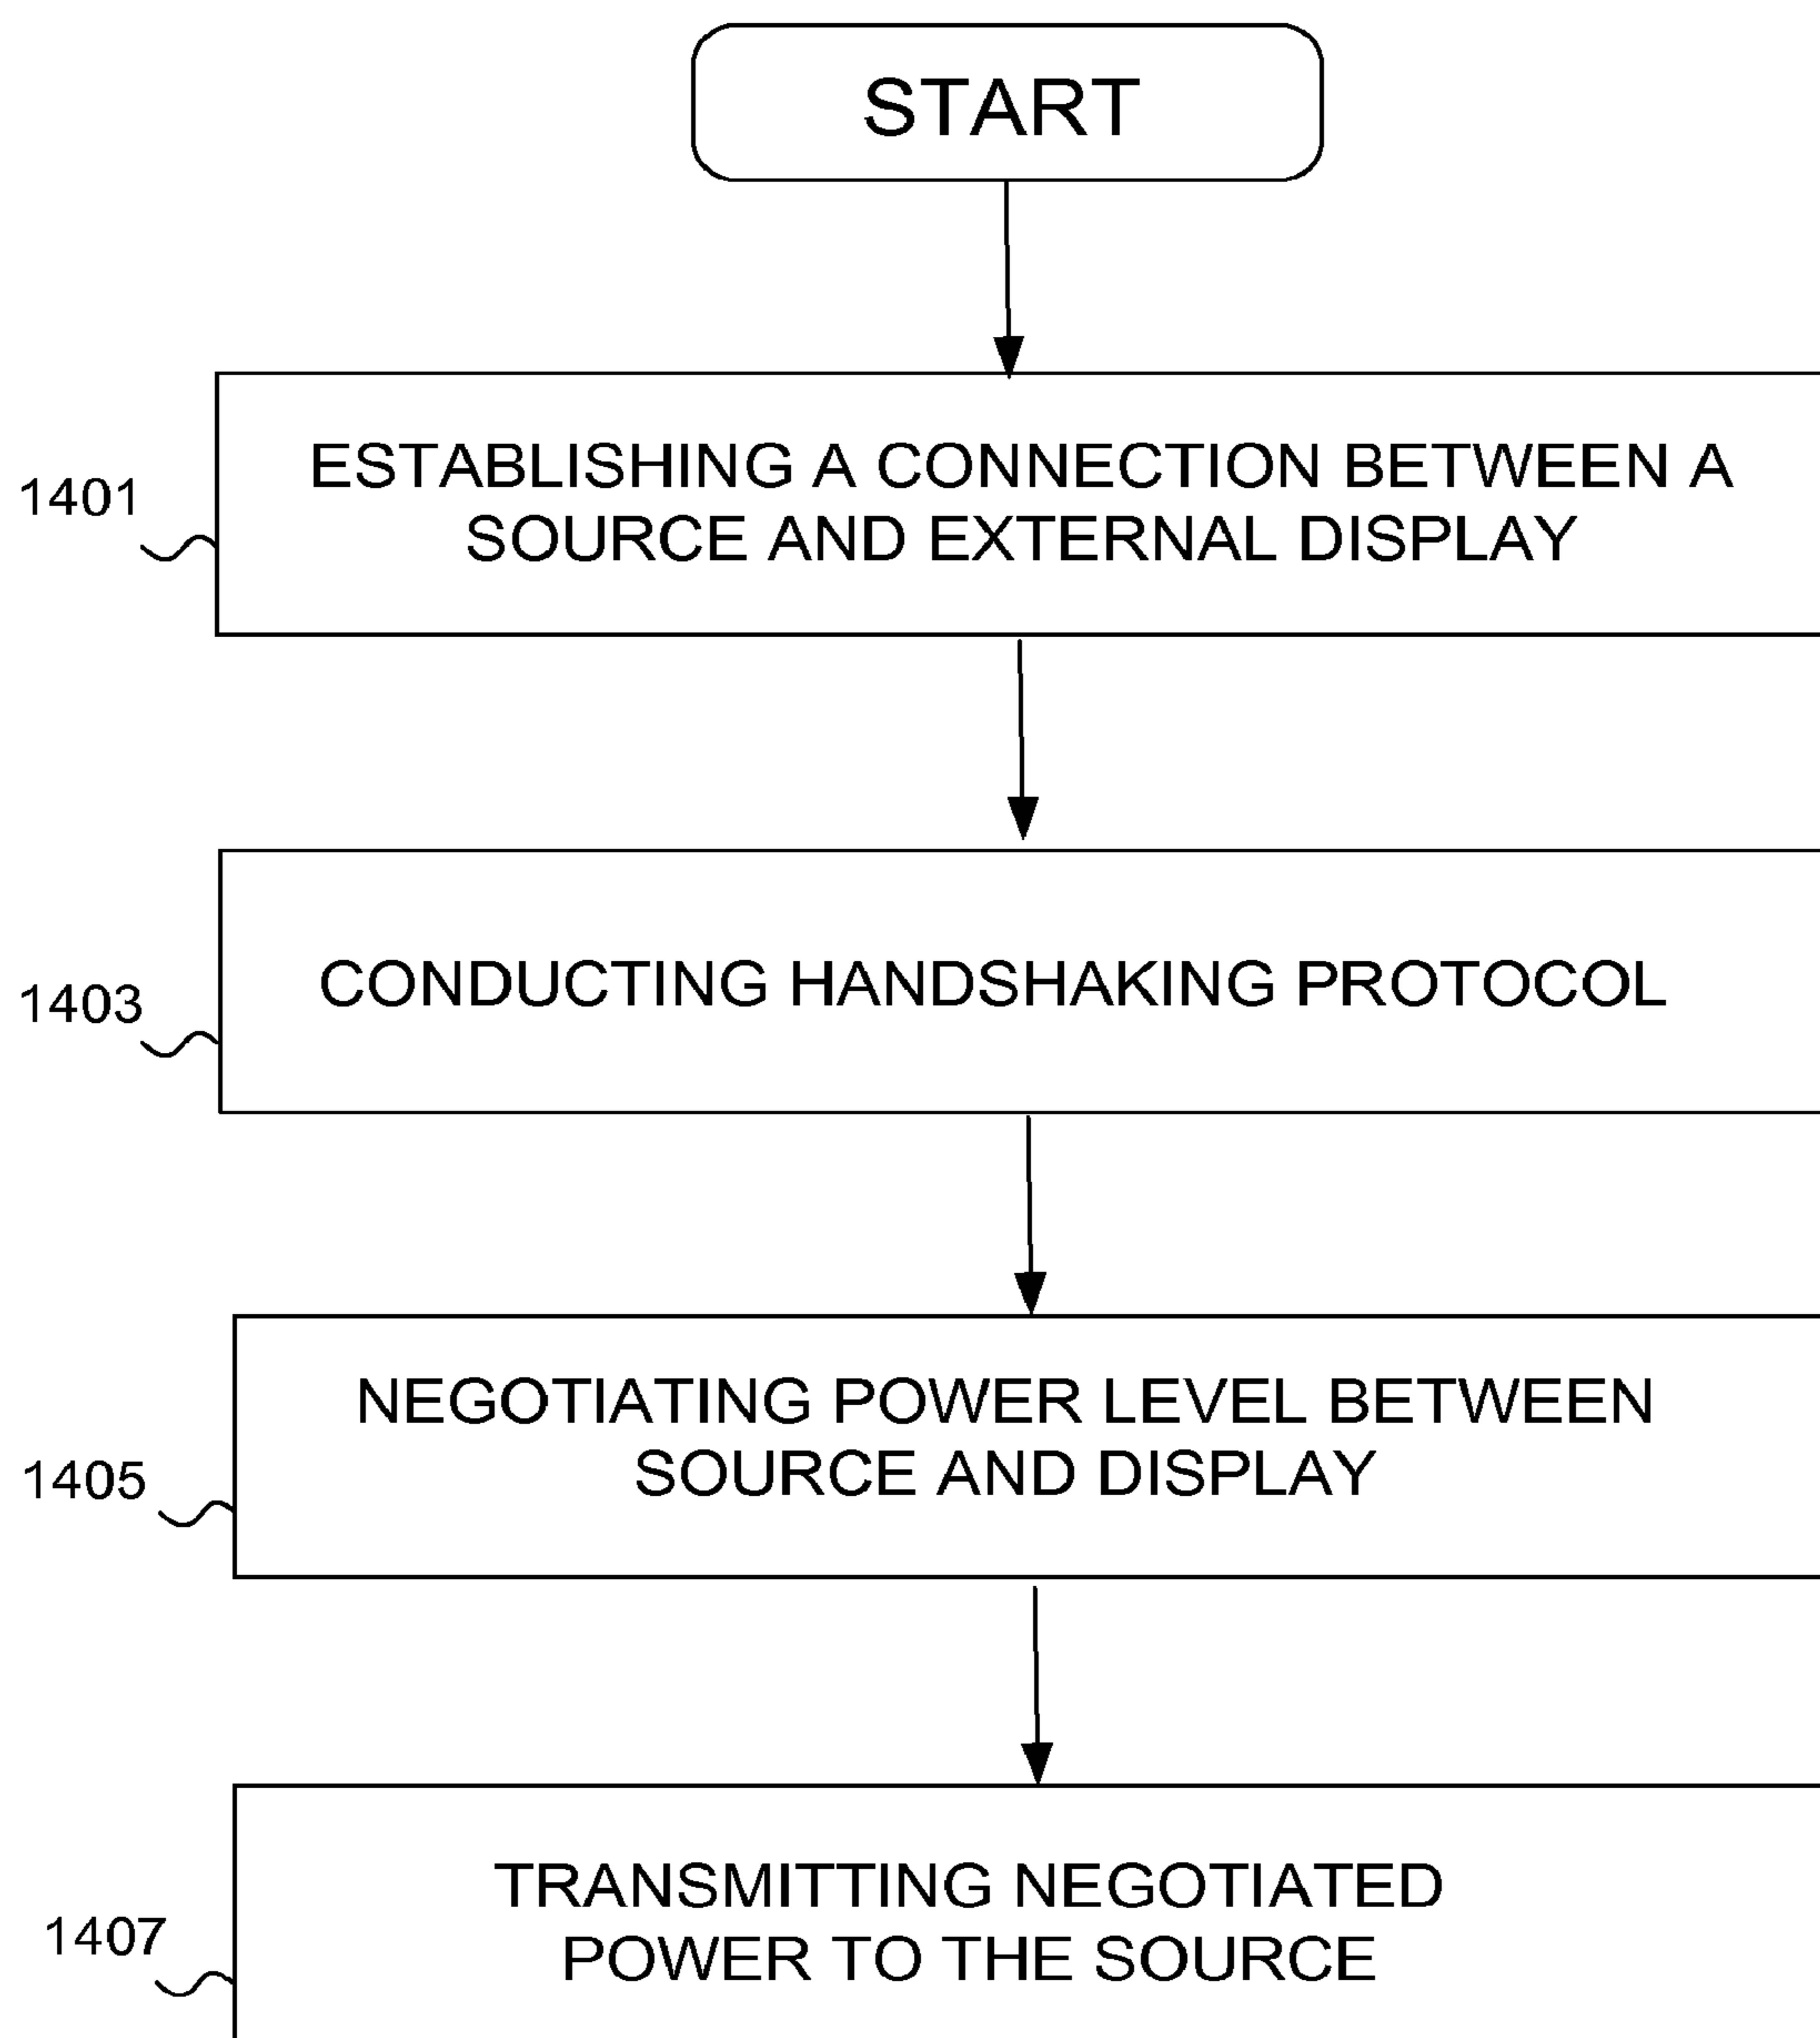 START
ESTABLISHING A CONNECTION BETWEEN A
SOURCE AND EXTERNAL DISPLAY
1401
CONDUCTING HANDSHAKING PROTOCOL
1403
NEGOTIATING POWER LEVEL BETWEEN
SOURCE AND DISPLAY
1405
TRANSMITTING NEGOTIATED
POWER TO THE SOURCE
1407